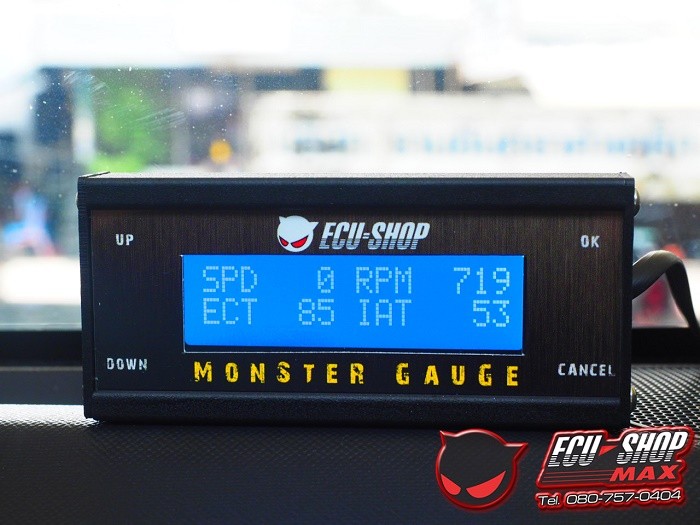 ECU-SHOP
UP
OK
SPD 0 RPM 719
ECT 85 IAT 53
DOWN
CANCEL
MONSTER GAUGE
ECU-SHOP
MAX
Tel. 080-757-0404